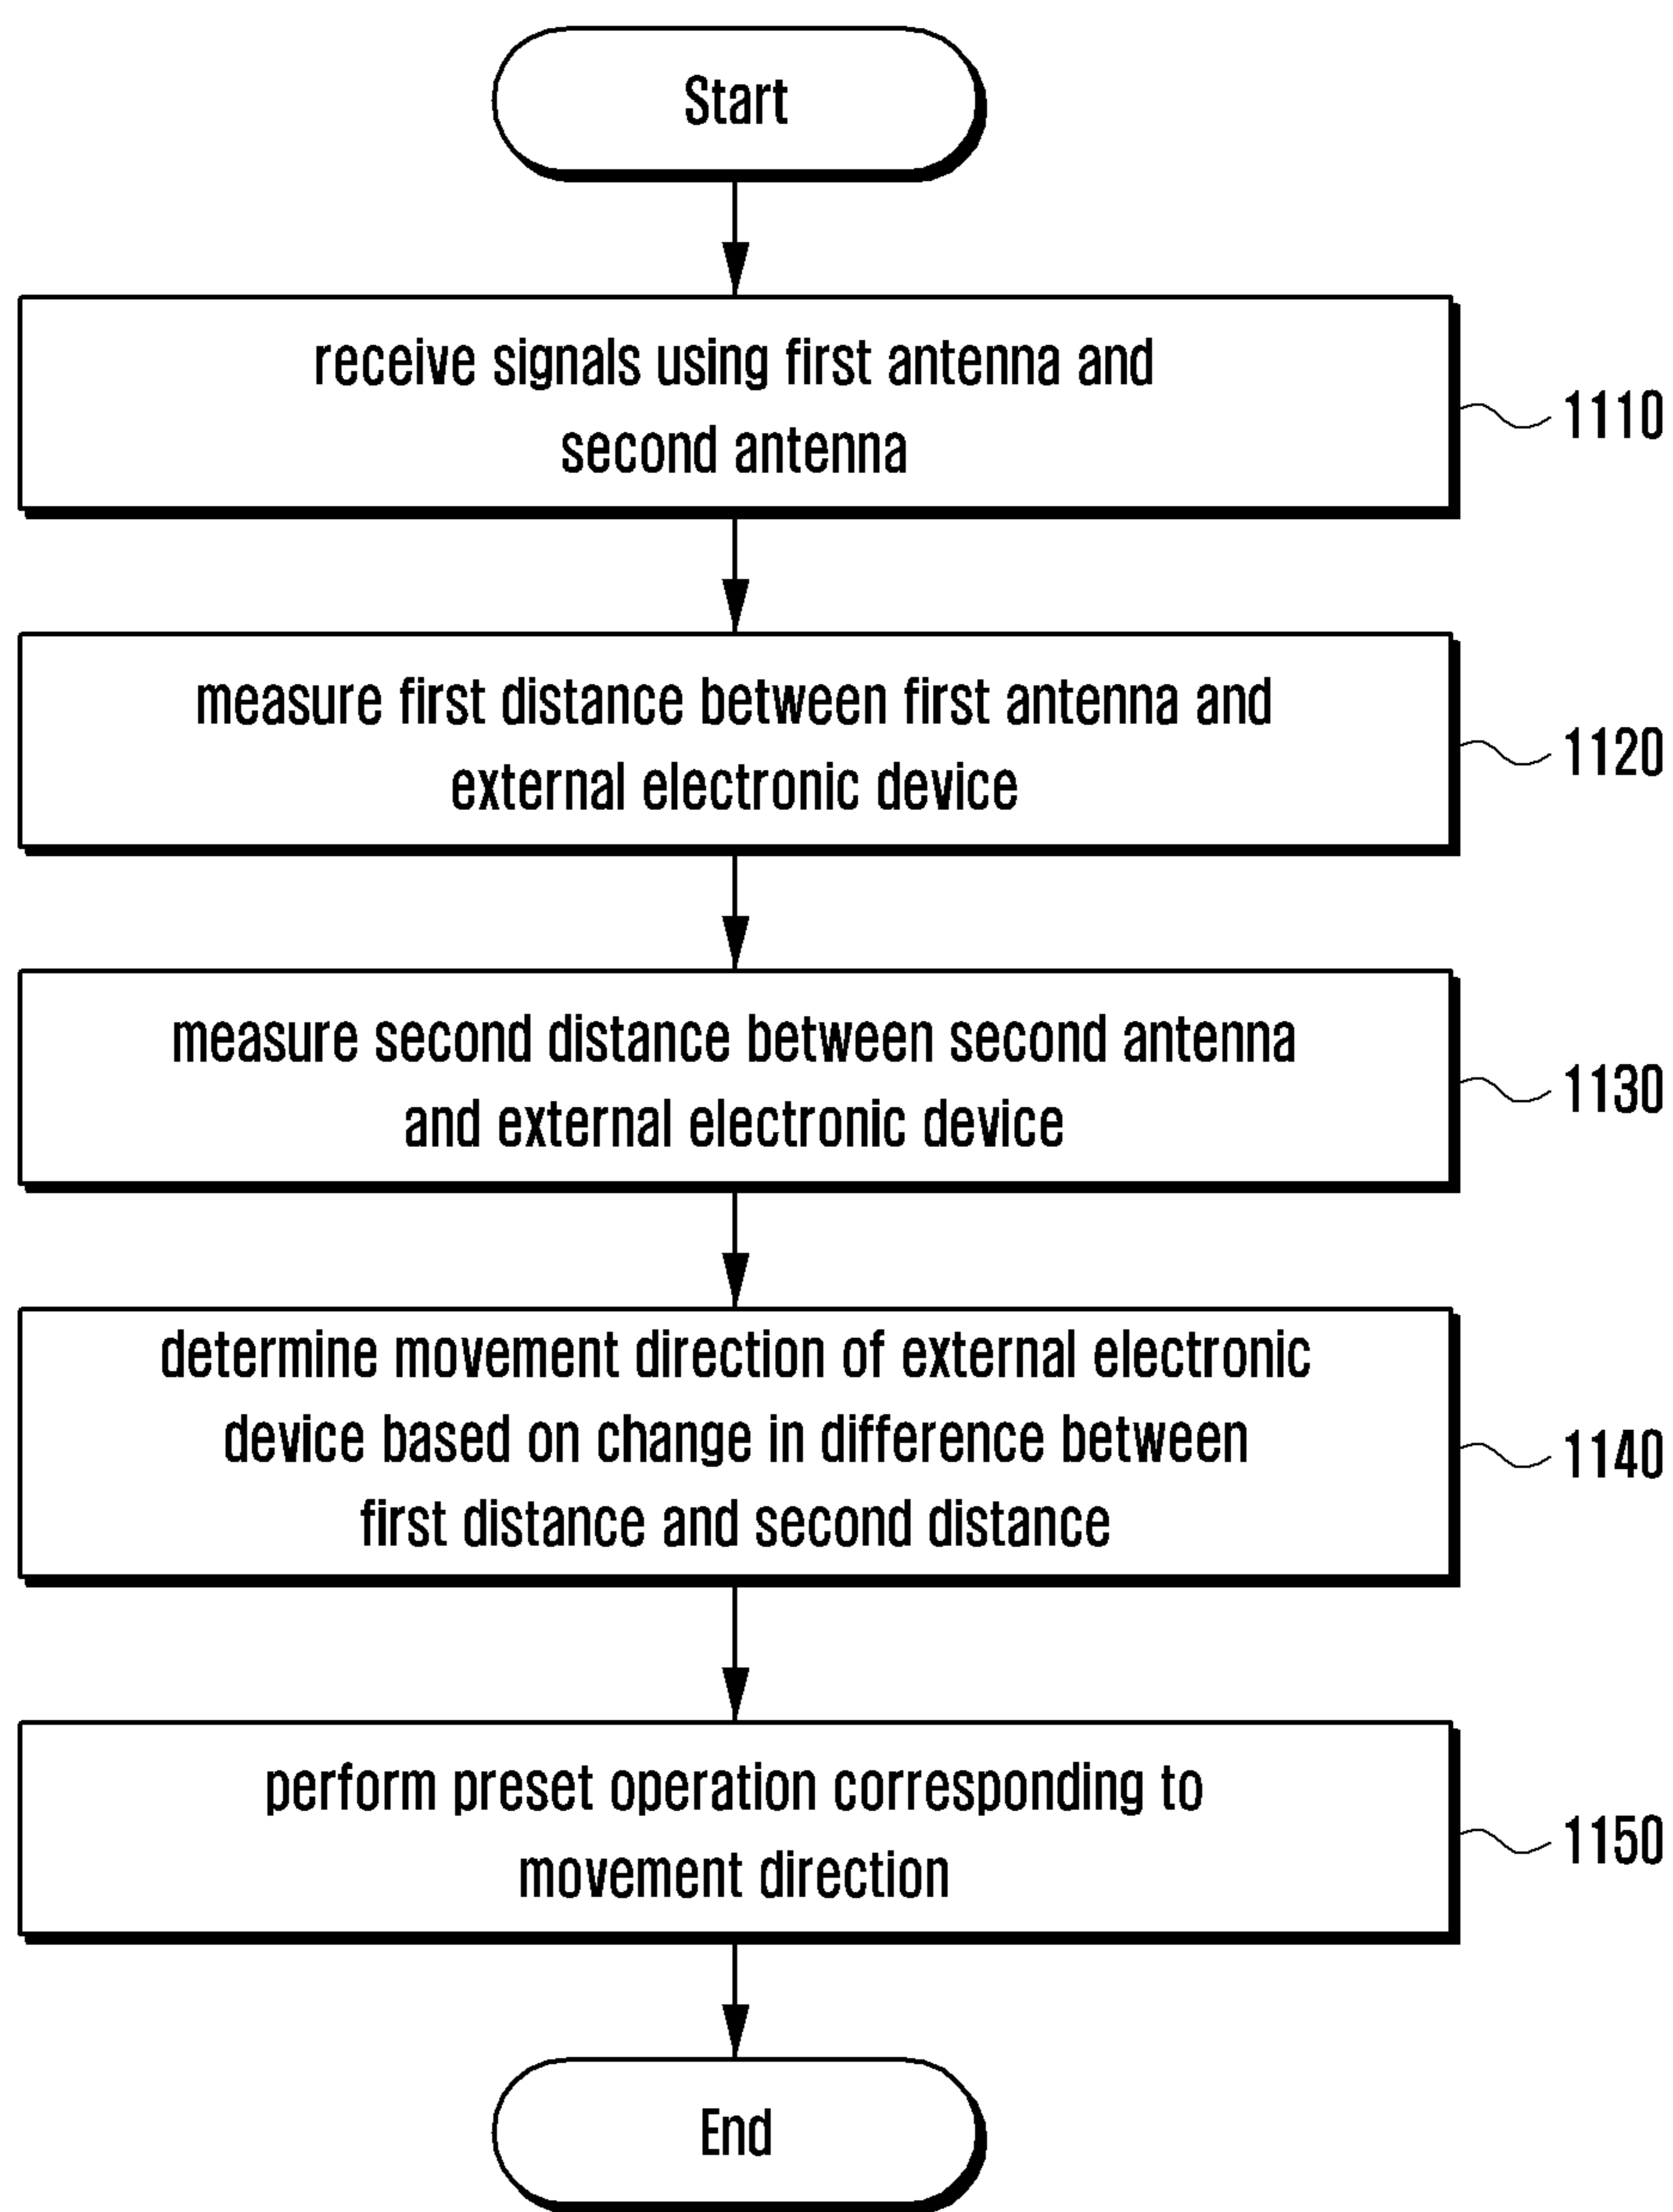 Start
receive signals using first antenna and
second antenna
1110
measure first distance between first antenna and
external electronic device
1120
measure second distance between second antenna
and external electronic device
1130
determine movement direction of external electronic
device based on change in difference between
first distance and second distance
1140
perform preset operation corresponding to
movement direction
1150
End